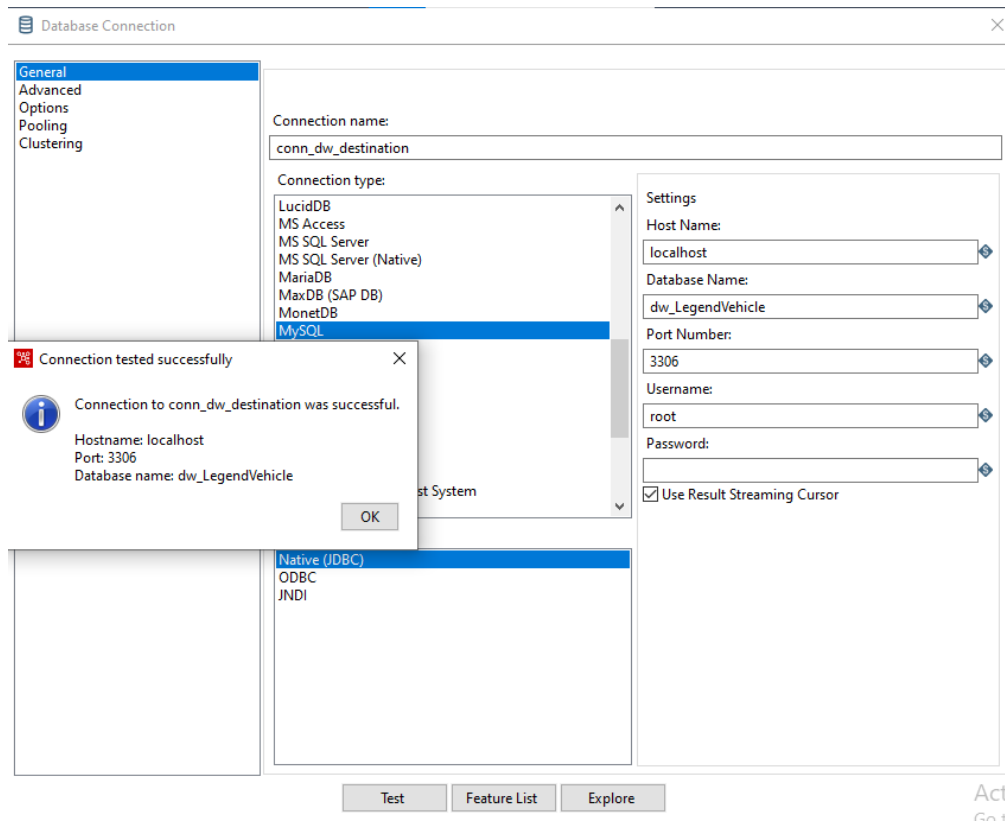 Database Connection
General
Advanced
Options
Pooling
Clustering
Connection name:
conn_dw_destination
Connection type:
LucidDB
MS Access
MS SQL Server
MS SQL Server (Native)
MariaDB
MaxDB (SAP DB)
MonetDB
MySQL
st System
Native (JDBC)
ODBC
JNDI
Settings
Host Name:
localhost
Database Name:
dw_LegendVehicle
Port Number:
3306
Username:
root
Password:
Use Result Streaming Cursor
Connection tested successfully
Connection to conn_dw_destination was successful.
Hostname: localhost
Port: 3306
Database name: dw_LegendVehicle
OK
Test
Feature List
Explore
Act